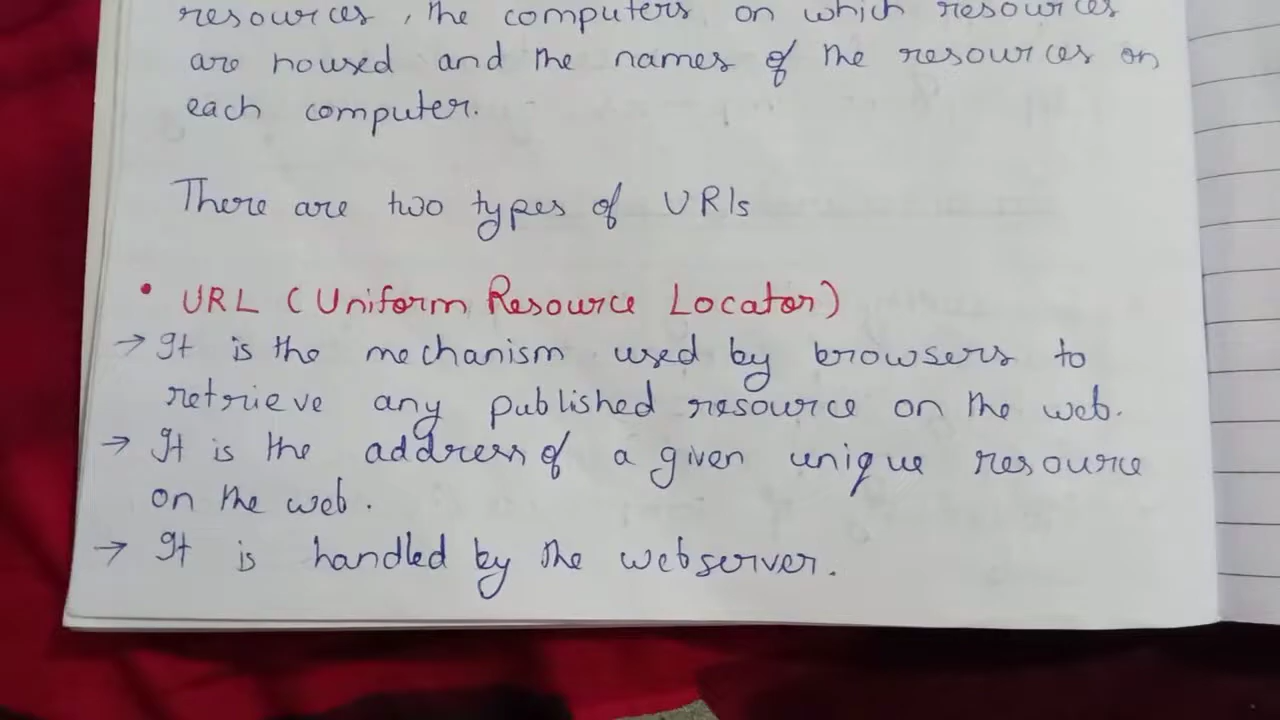 resources, the computers on which resources
are housed and the names of the resources on
each computer.
There are two types of URIs
• URL (Uniform Resource Locator)
→ It is the mechanism used by browsers to
retrieve any published resource on the web.
→ It is the address of a given unique resource
on the web.
→ It is handled by the webserver.